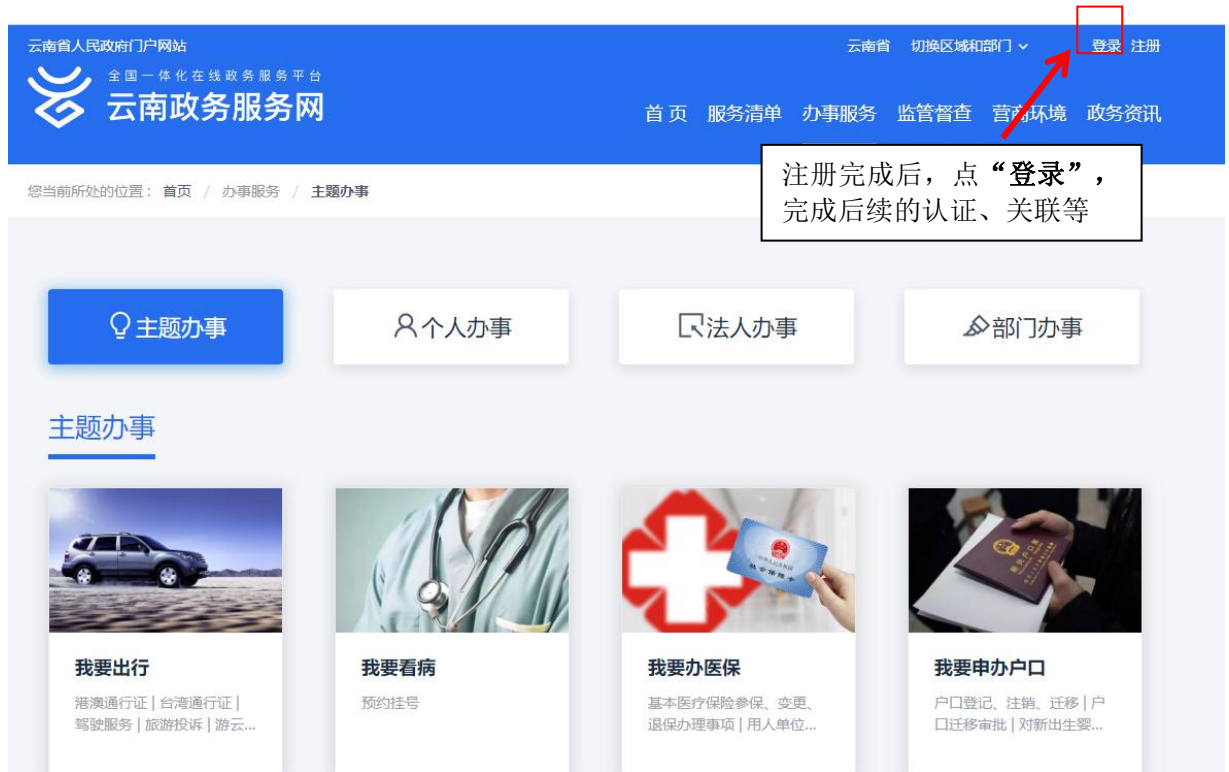 云南省人民政府门户网站
云南省 切换区域和部门 登录 注册
全国一体化在线政务服务平台
云南政务服务网
首页 服务清单 办事服务 监管督查 营商环境 政务资讯
注册完成后，点“登录”，
完成后续的认证、关联等
您当前所处的位置： 首页 / 办事服务 / 主题办事
主题办事 个人办事 法人办事 部门办事
主题办事
社会保障卡
我要出行
港澳通行证 | 台湾通行证 |
驾驶服务 | 旅游投诉 | 游云...
我要看病
预约挂号
我要办医保
基本医疗保险参保、变更、
退保办理事项 | 用人单位...
我要申办户口
户口登记、注销、迁移 | 户
口迁移审批 | 对新出生婴...